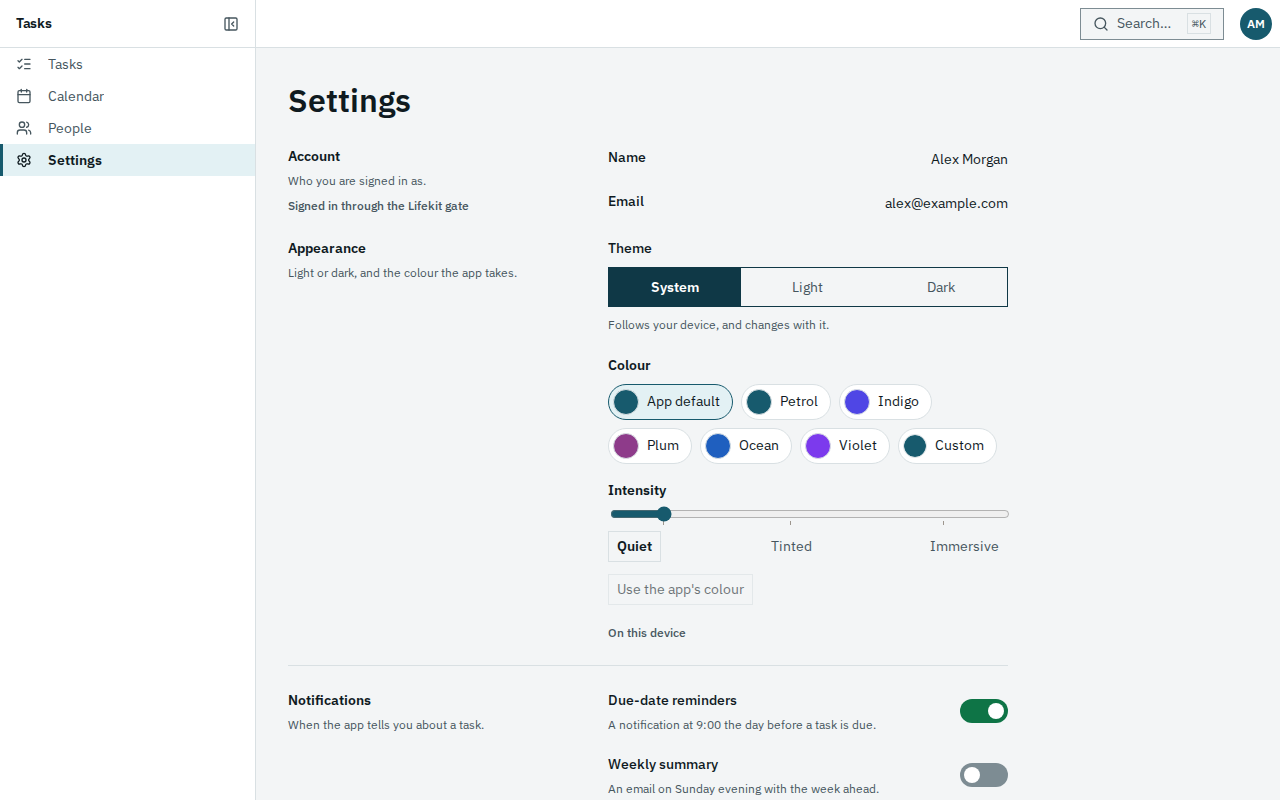 Tasks
Search...
⌘K
AM
Tasks
Calendar
People
Settings
Settings
Account
Who you are signed in as.
Signed in through the Lifekit gate
Name
Alex Morgan
Email
alex@example.com
Appearance
Light or dark, and the colour the app takes.
Theme
System
Light
Dark
Follows your device, and changes with it.
Colour
App default
Petrol
Indigo
Plum
Ocean
Violet
Custom
Intensity
Quiet
Tinted
Immersive
Use the app's colour
On this device
Notifications
When the app tells you about a task.
Due-date reminders
A notification at 9:00 the day before a task is due.
Weekly summary
An email on Sunday evening with the week ahead.